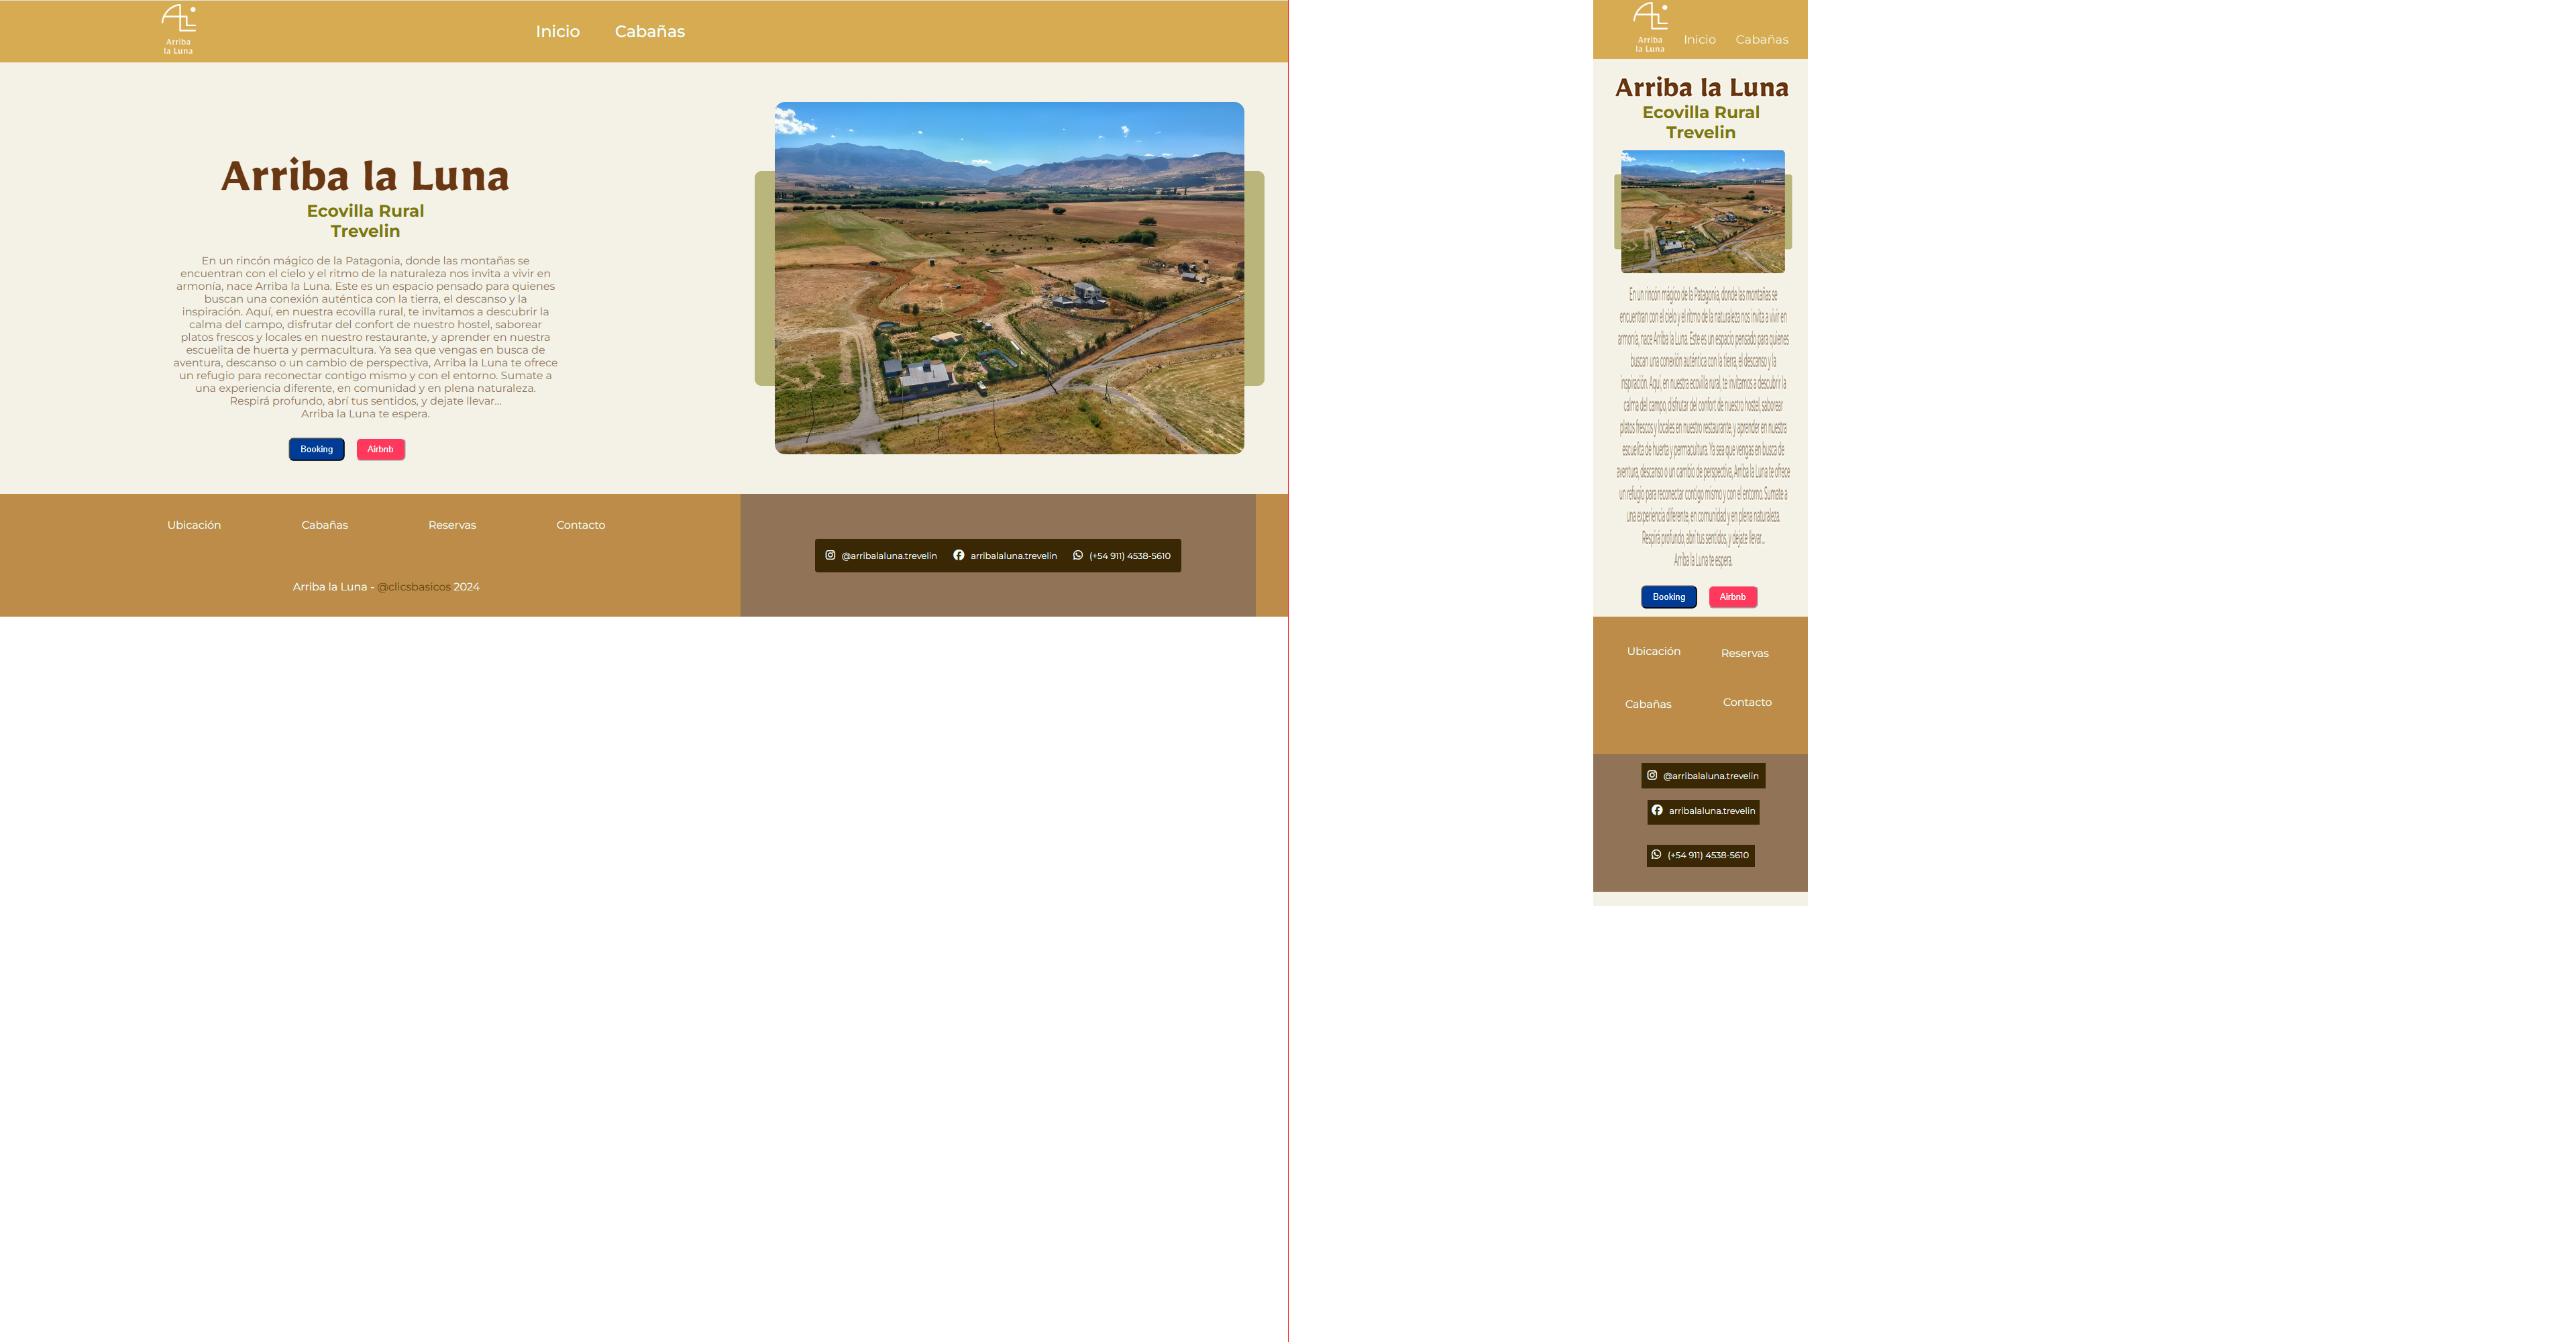 Arriba
la Luna
Inicio Cabañas
Arriba la Luna
Ecovilla Rural
Trevelin
En un rincón mágico de la Patagonia, donde las montañas se
encuentran con el cielo y el ritmo de la naturaleza nos invita a vivir en
armonía, nace Arriba la Luna. Este es un espacio pensado para quienes
buscan una conexión auténtica con la tierra, el descanso y la
inspiración. Aquí, en nuestra ecovilla rural, te invitamos a descubrir la
calma del campo, disfrutar del confort de nuestro hostel, saborear
platos frescos y locales en nuestro restaurante, y aprender en nuestra
escuelita de huerta y permacultura. Ya sea que vengas en busca de
aventura, descanso o un cambio de perspectiva, Arriba la Luna te ofrece
un refugio para reconectar contigo mismo y con el entorno. Sumate a
una experiencia diferente, en comunidad y en plena naturaleza.
Respirá profundo, abrí tus sentidos, y dejate llevar...
Arriba la Luna te espera.
Booking Airbnb
Ubicación Cabañas Reservas Contacto
Arriba la Luna - @clicsbasicos 2024
@arribalaluna.trevelin arribalaluna.trevelin (+54 911) 4538-5610
Arriba
la Luna
Inicio Cabañas
Arriba la Luna
Ecovilla Rural
Trevelin
En un rincón mágico de la Patagonia, donde las montañas se
encuentran con el cielo y el ritmo de la naturaleza nos invita a vivir en
armonía, nace Arriba la Luna. Este es un espacio pensado para quienes
buscan una conexión auténtica con la tierra, el descanso y la
inspiración. Aquí, en nuestra ecovilla rural, te invitamos a descubrir la
calma del campo, disfrutar del confort de nuestro hostel, saborear
platos frescos y locales en nuestro restaurante, y aprender en nuestra
escuelita de huerta y permacultura. Ya sea que vengas en busca de
aventura, descanso o un cambio de perspectiva, Arriba la Luna te ofrece
un refugio para reconectar contigo mismo y con el entorno. Sumate a
una experiencia diferente, en comunidad y en plena naturaleza.
Respirá profundo, abrí tus sentidos, y dejate llevar...
Arriba la Luna te espera.
Booking Airbnb
Ubicación Reservas
Cabañas Contacto
@arribalaluna.trevelin
arribalaluna.trevelin
(+54 911) 4538-5610